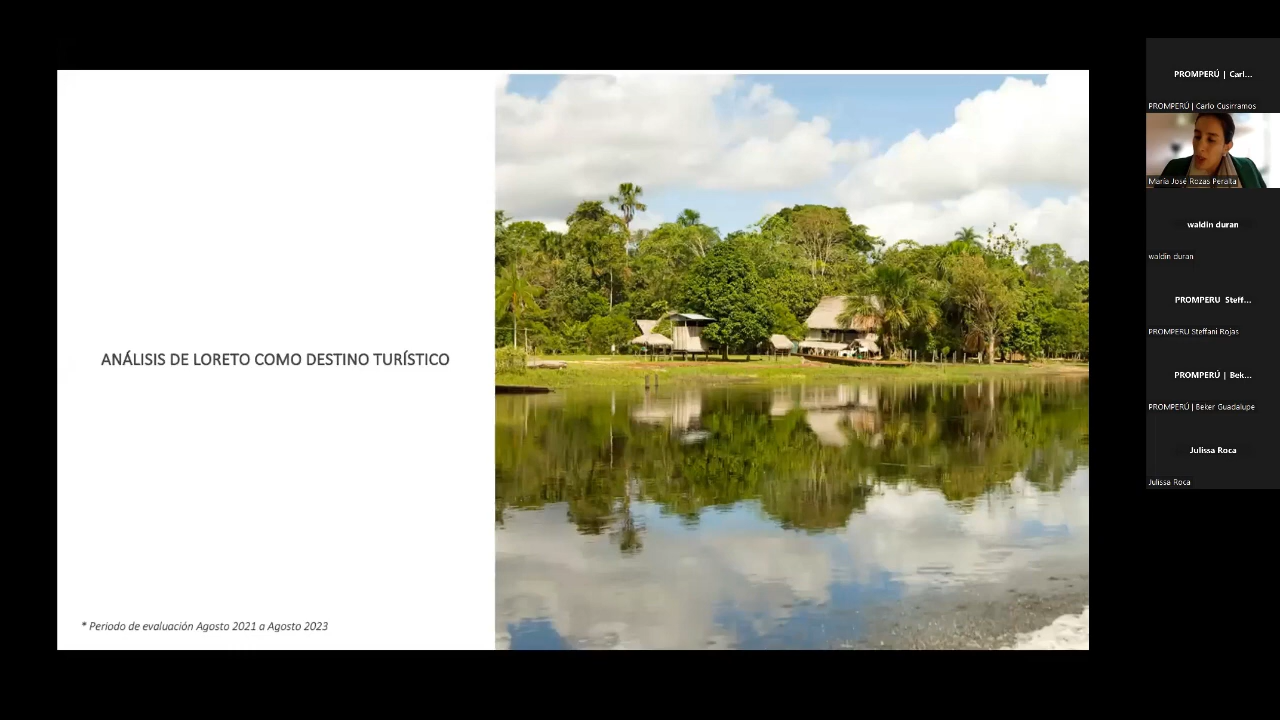 ANÁLISIS DE LORETO COMO DESTINO TURÍSTICO
* Periodo de evaluación Agosto 2021 a Agosto 2023
PROMPERÚ | Carl...
PROMPERÚ | Carlo Cusirramos
María José Rozas Peralta
waldin duran
waldin duran
PROMPERU Steff...
PROMPERU Steffani Rojas
PROMPERÚ | Bek...
PROMPERÚ | Beker Guadalupe
Julissa Roca
Julissa Roca